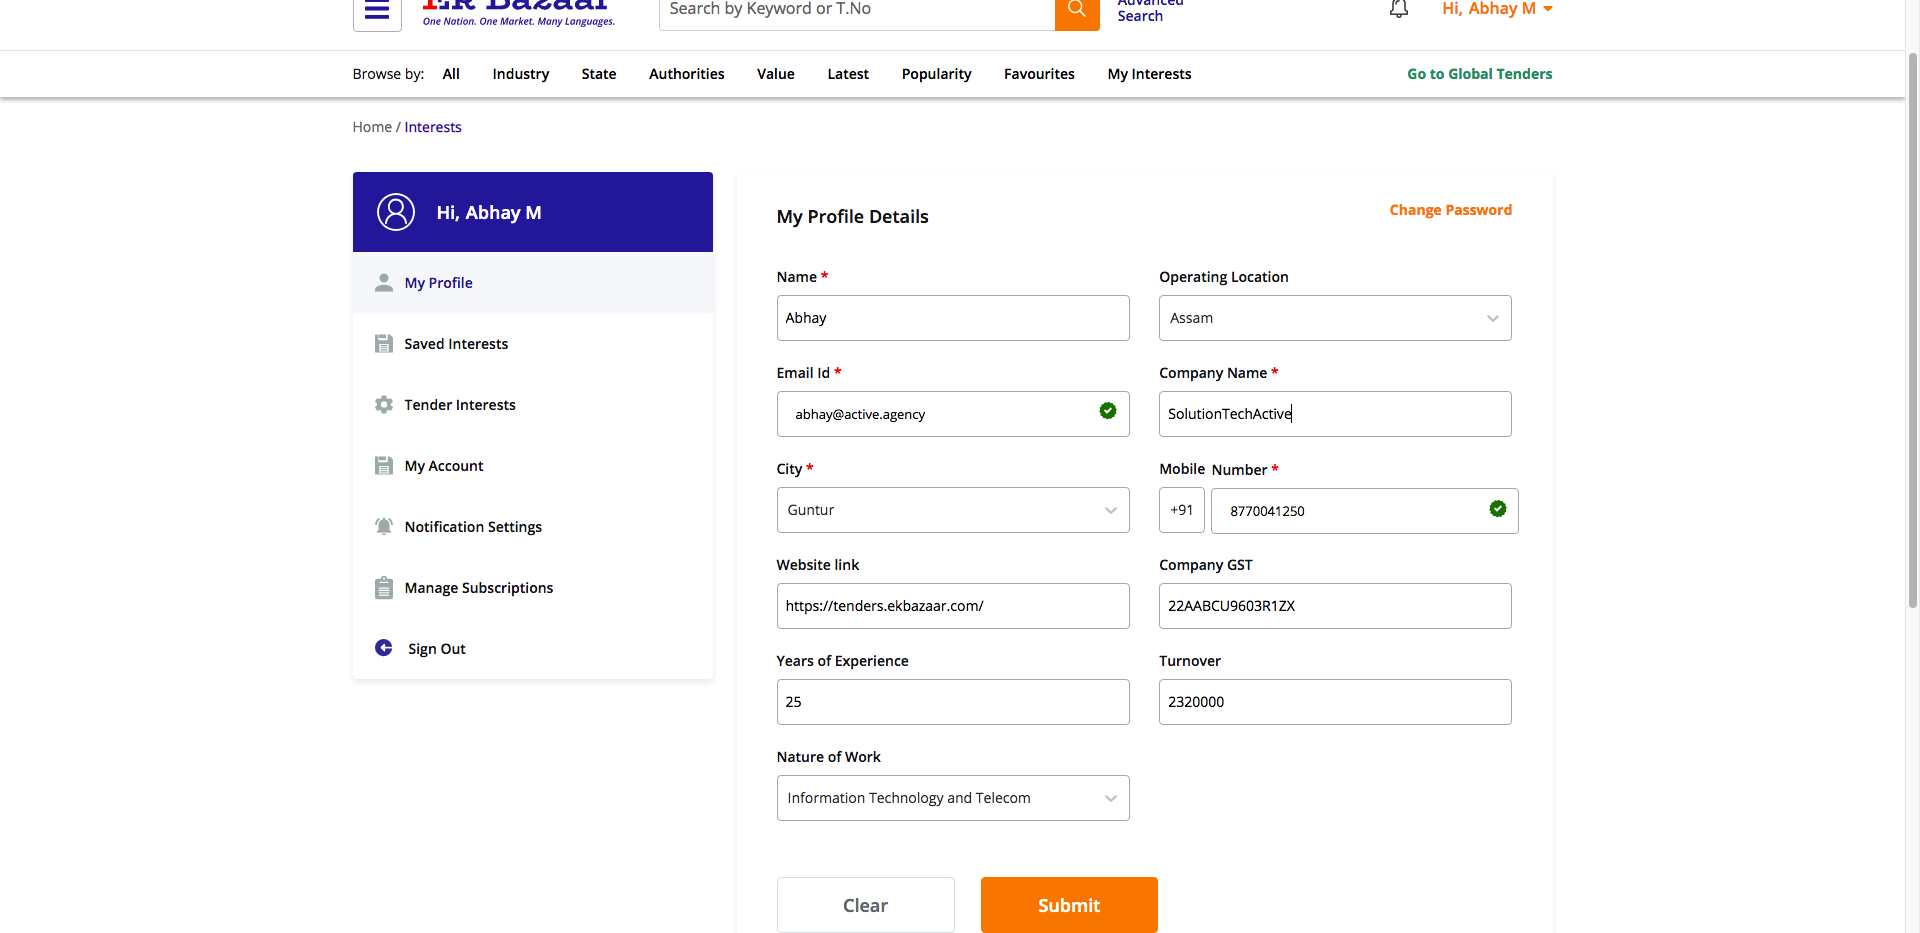 Ek Bazaar
One Nation. One Market. Many Languages.
Search by Keyword or T.No
Advanced
Search
Hi, Abhay M
Browse by: All Industry State Authorities Value Latest Popularity Favourites My Interests Go to Global Tenders
Home / Interests
Hi, Abhay M
My Profile
Saved Interests
Tender Interests
My Account
Notification Settings
Manage Subscriptions
Sign Out
My Profile Details
Change Password
Name *
Operating Location
Abhay
Assam
Email Id *
Company Name *
abhay@active.agency
SolutionTechActive
City *
Mobile Number *
Guntur
+91 8770041250
Website link
Company GST
https://tenders.ekbazaar.com/
22AABCU9603R1ZX
Years of Experience
Turnover
25
2320000
Nature of Work
Information Technology and Telecom
Clear
Submit